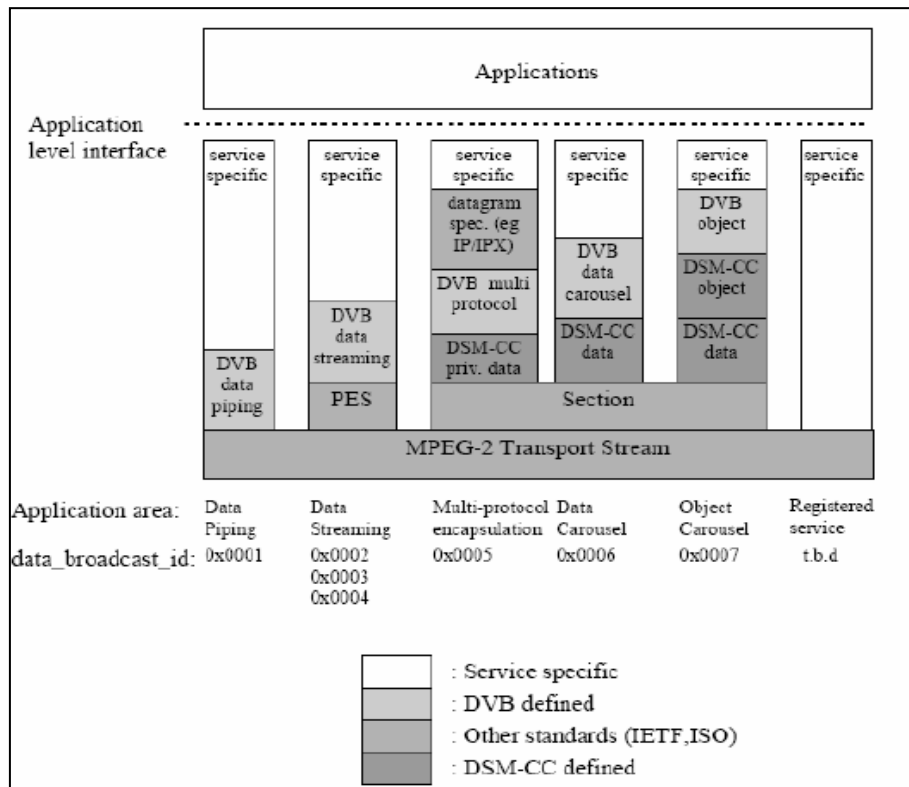 Applications
Application
level interface
service
specific
DVB
data
piping
service
specific
DVB
data
streaming
PES
service
specific
datagram
spec. (eg
IP/IPX)
DVB multi
protocol
DSM-CC
priv. data
service
specific
DVB
data
carousel
DSM-CC
data
service
specific
DVB
object
DSM-CC
object
DSM-CC
data
service
specific
Section
MPEG-2 Transport Stream
Application area:
Data
Piping
Data
Streaming
Multi-protocol
encapsulation
Data
Carousel
Object
Carousel
Registered
service
data_broadcast_id:
0x0001
0x0002
0x0003
0x0004
0x0005
0x0006
0x0007
t.b.d
: Service specific
: DVB defined
: Other standards (IETF,ISO)
: DSM-CC defined